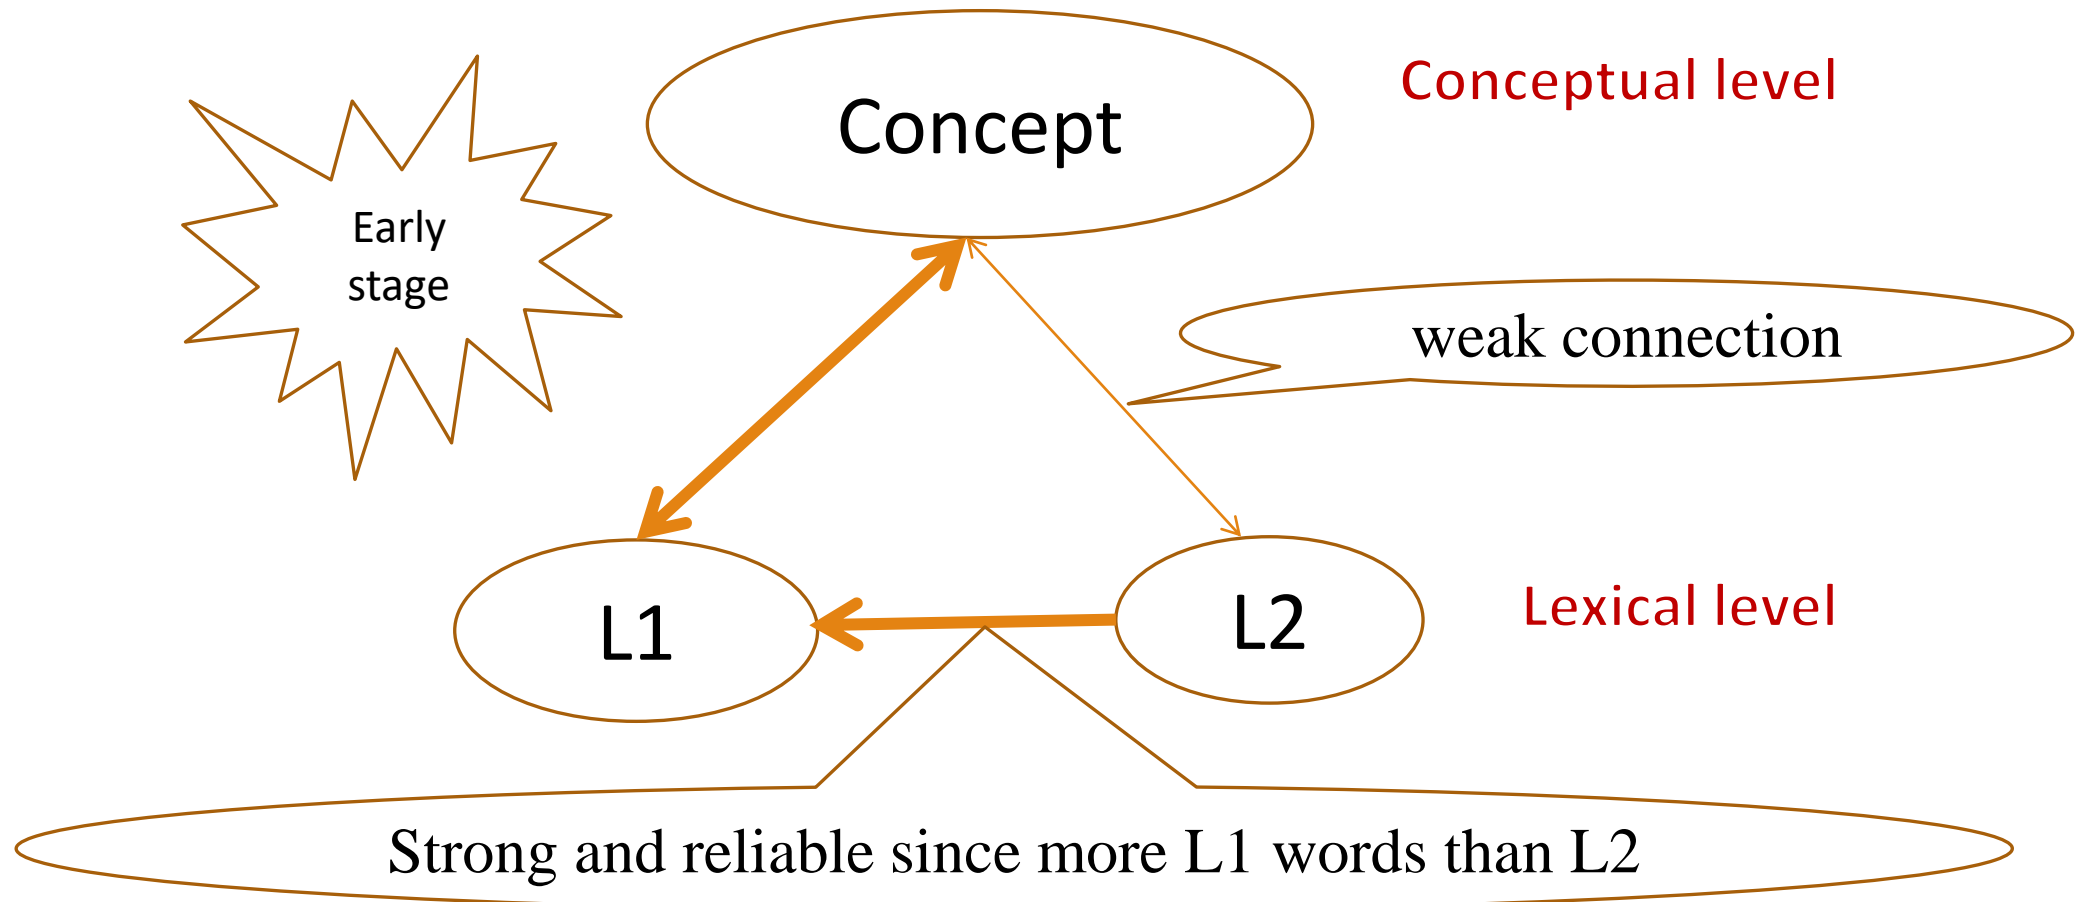 Concept
Conceptual level
Early
stage
weak connection
L1
L2
Lexical level
Strong and reliable since more L1 words than L2